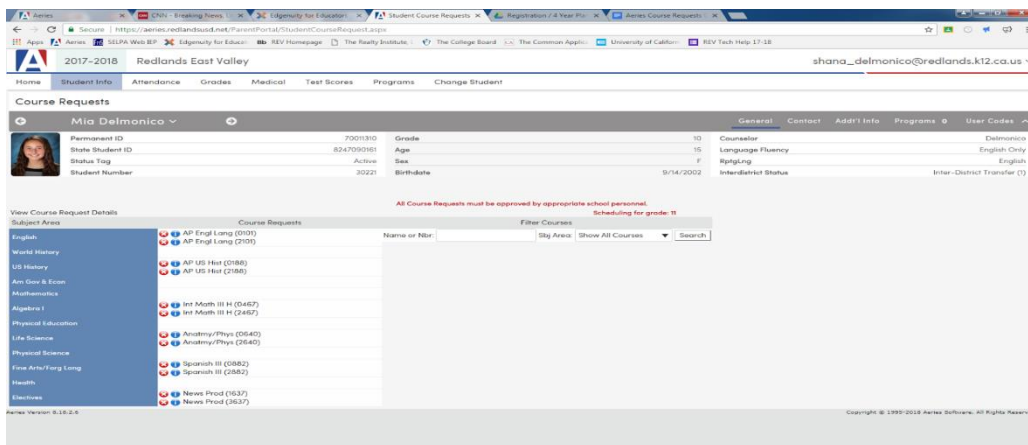 Aeries
CNN - Breaking News, U
Edgenuity for Educators
Student Course Requests
Registration / 4 Year Plan
Aeries Course Requests
Secure | https://aeries.redlandsusd.net/ParentPortal/StudentCourseRequest.aspx
Apps Aeries SELPA Web IEP Edgenuity for Educat REV Homepage The Realty Institute, The College Board The Common Applic University of Californ REV Tech Help 17-18
2017-2018 Redlands East Valley shana_delmonico@redlands.k12.ca.us
Home Student Info Attendance Grades Medical Test Scores Programs Change Student
Course Requests
Mia Delmonico General Contact Addt'l Info Programs 0 User Codes
Permanent ID 70011310 Grade 10 Counselor Delmonico
State Student ID 8247090161 Age 15 Language Fluency English Only
Status Tag Active Sex F RptgLng English
Student Number 30221 Birthdate 9/14/2002 Interdistrict Status Inter-District Transfer (1)
All Course Requests must be approved by appropriate school personnel.
View Course Request Details Scheduling for grade: 11
Subject Area Course Requests Filter Courses
English AP Engl Lang (0101) Name or Nbr: Sbj Area: Show All Courses Search
AP Engl Lang (2101)
World History
US History AP US Hist (0188)
AP US Hist (2188)
Am Gov & Econ
Mathematics
Algebra I Int Math III H (0467)
Int Math III H (2467)
Physical Education
Life Science Anatmy/Phys (0640)
Anatmy/Phys (2640)
Physical Science
Fine Arts/Forg Lang Spanish III (0882)
Spanish III (2882)
Health
Electives News Prod (1637)
News Prod (3637)
Aeries Version 8.18.2.6 Copyright © 1995-2018 Aeries Software. All Rights Reserv